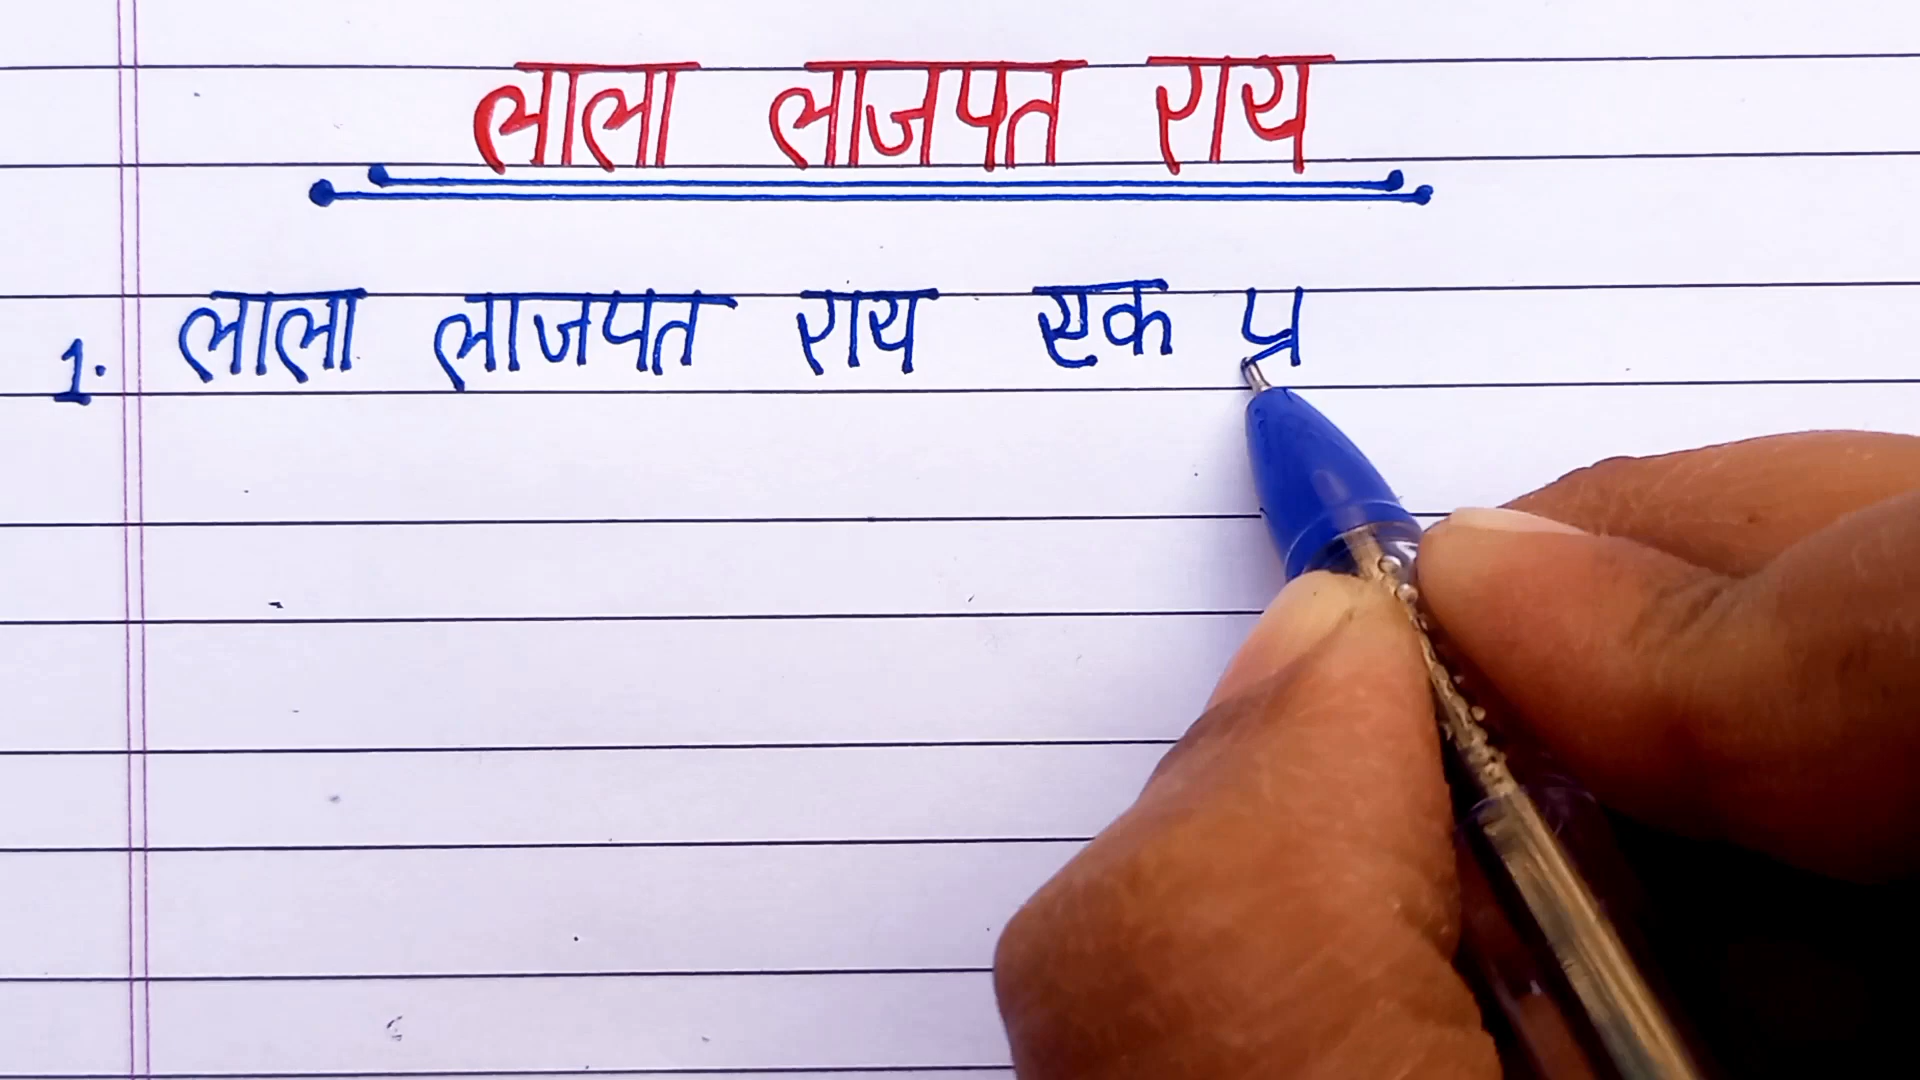 लाला लाजपत राय
1. लाला लाजपत राय एक प्र